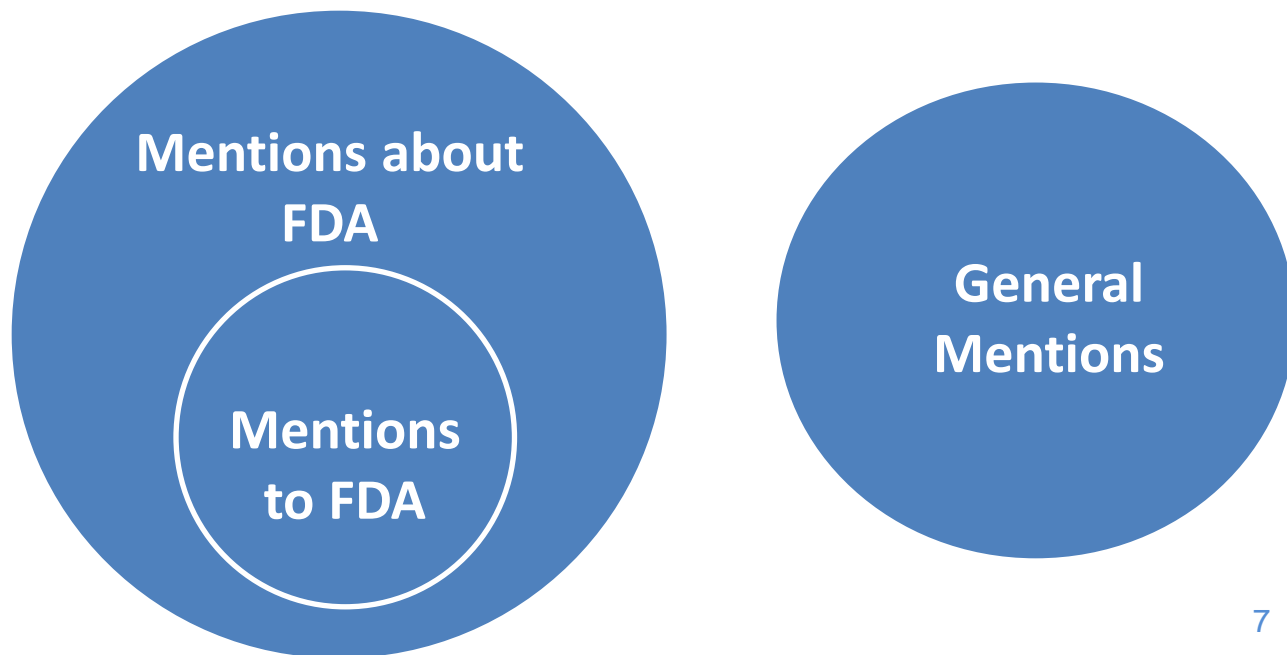 Mentions about
FDA
Mentions
to FDA
General
Mentions
7